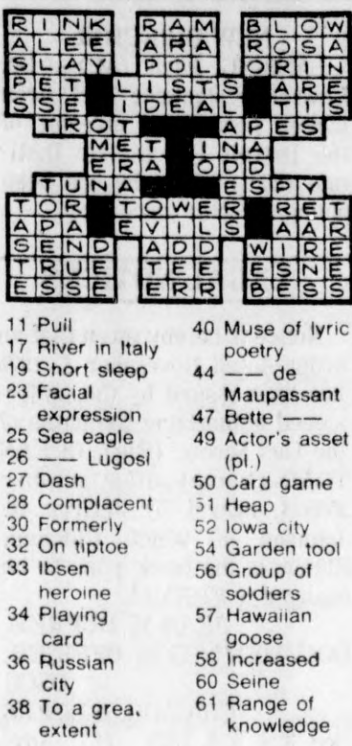 RINK RAM BLOW
ALEE ARA ROSA
SLAY POL ORIN
PET LISTS ARE
SSE IDEAL TIS
TROT APES
MET INA
ERA ODD
TUNA ESPY
TOR TOWER RET
APA EVILS AAR
SEND ADD WIRE
TRUE TEE ESNE
ESSE ERR BESS
11 Pull
17 River in Italy
19 Short sleep
23 Facial
expression
25 Sea eagle
26 —— Lugosi
27 Dash
28 Complacent
30 Formerly
32 On tiptoe
33 Ibsen
heroine
34 Playing
card
36 Russian
city
38 To a grea.
extent
40 Muse of lyric
poetry
44 —— de
Maupassant
47 Bette ——
49 Actor's asset
(pl.)
50 Card game
51 Heap
52 Iowa city
54 Garden tool
56 Group of
soldiers
57 Hawaiian
goose
58 Increased
60 Seine
61 Range of
knowledge